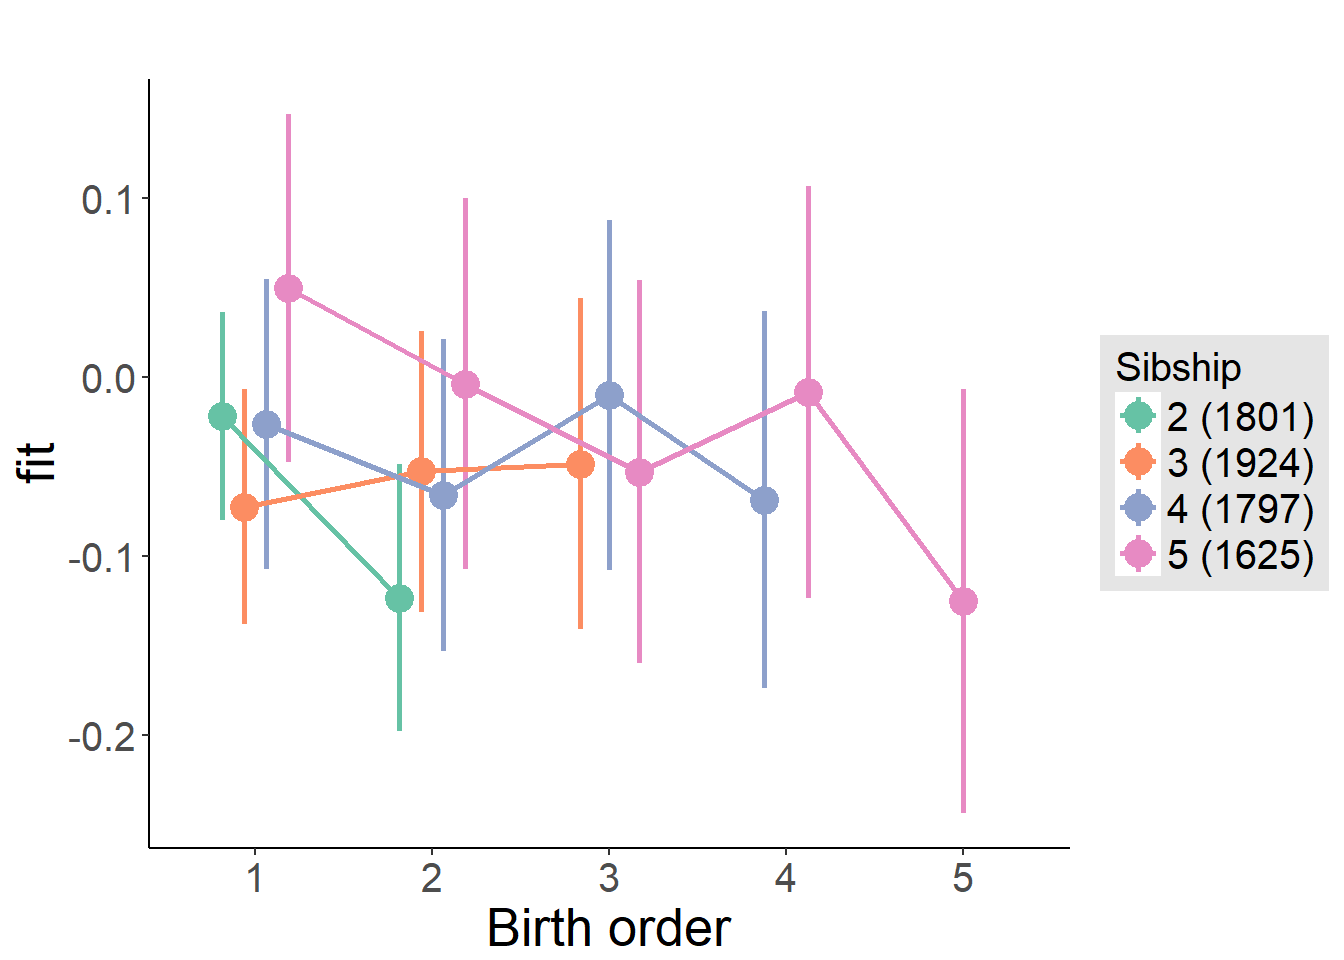 0.1
0.0
-0.1
-0.2
fit
1 2 3 4 5
Birth order
Sibship
2 (1801)
3 (1924)
4 (1797)
5 (1625)